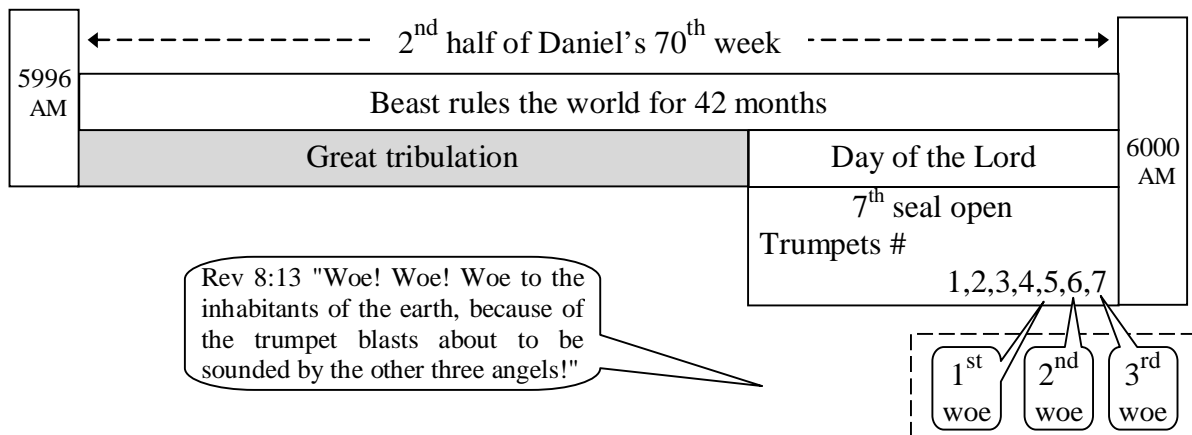 2nd half of Daniel's 70th week
5996
AM
Beast rules the world for 42 months
Great tribulation
Day of the Lord
6000
AM
7th seal open
Trumpets #
1,2,3,4,5,6,7
Rev 8:13 "Woe! Woe! Woe to the
inhabitants of the earth, because of
the trumpet blasts about to be
sounded by the other three angels!"
1st
woe
2nd
woe
3rd
woe